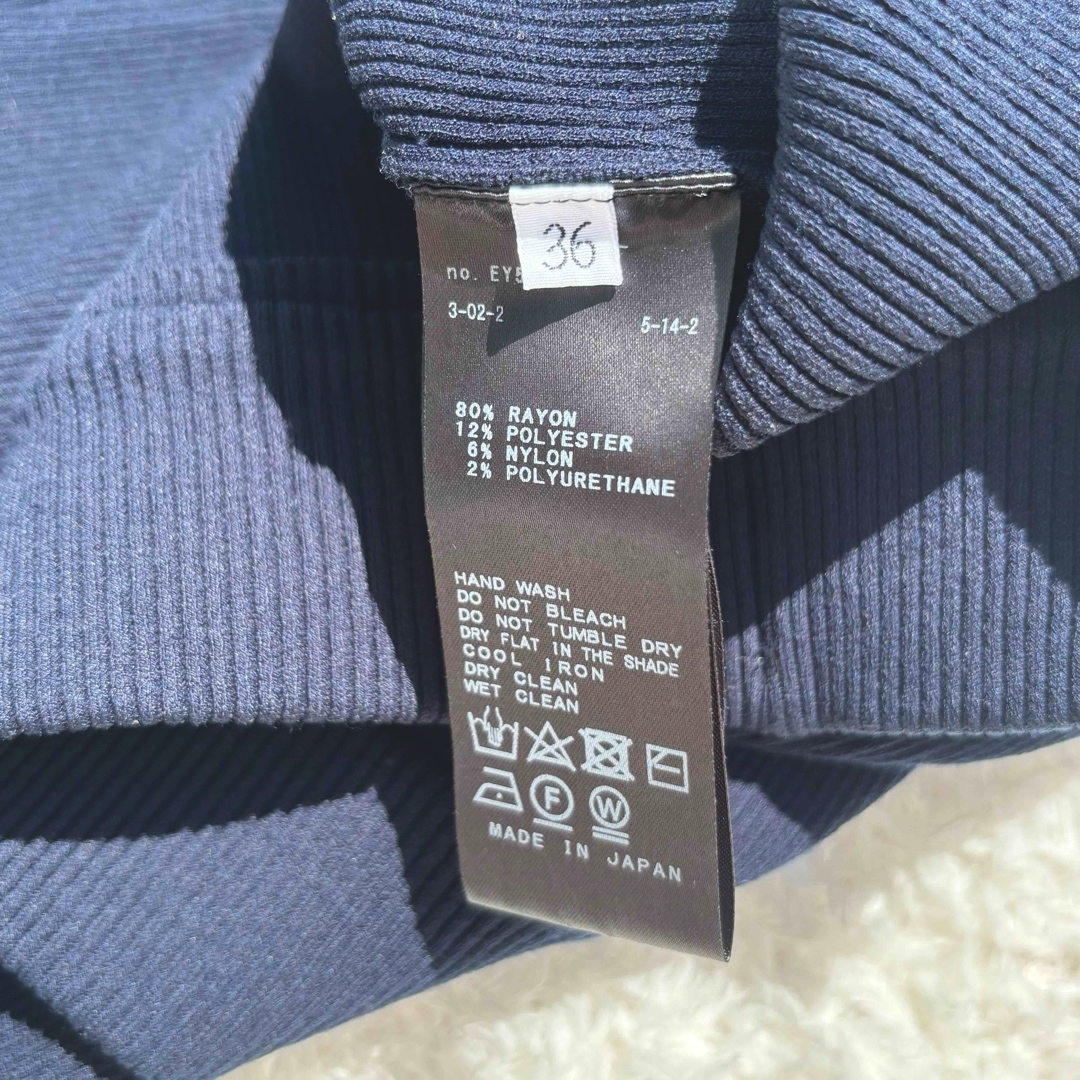 36
no. EY5
3-02-2 5-14-2
80% RAYON
12% POLYESTER
6% NYLON
2% POLYURETHANE
HAND WASH
DO NOT BLEACH
DO NOT TUMBLE DRY
DRY FLAT IN THE SHADE
COOL IRON
DRY CLEAN
WET CLEAN
F W
MADE IN JAPAN